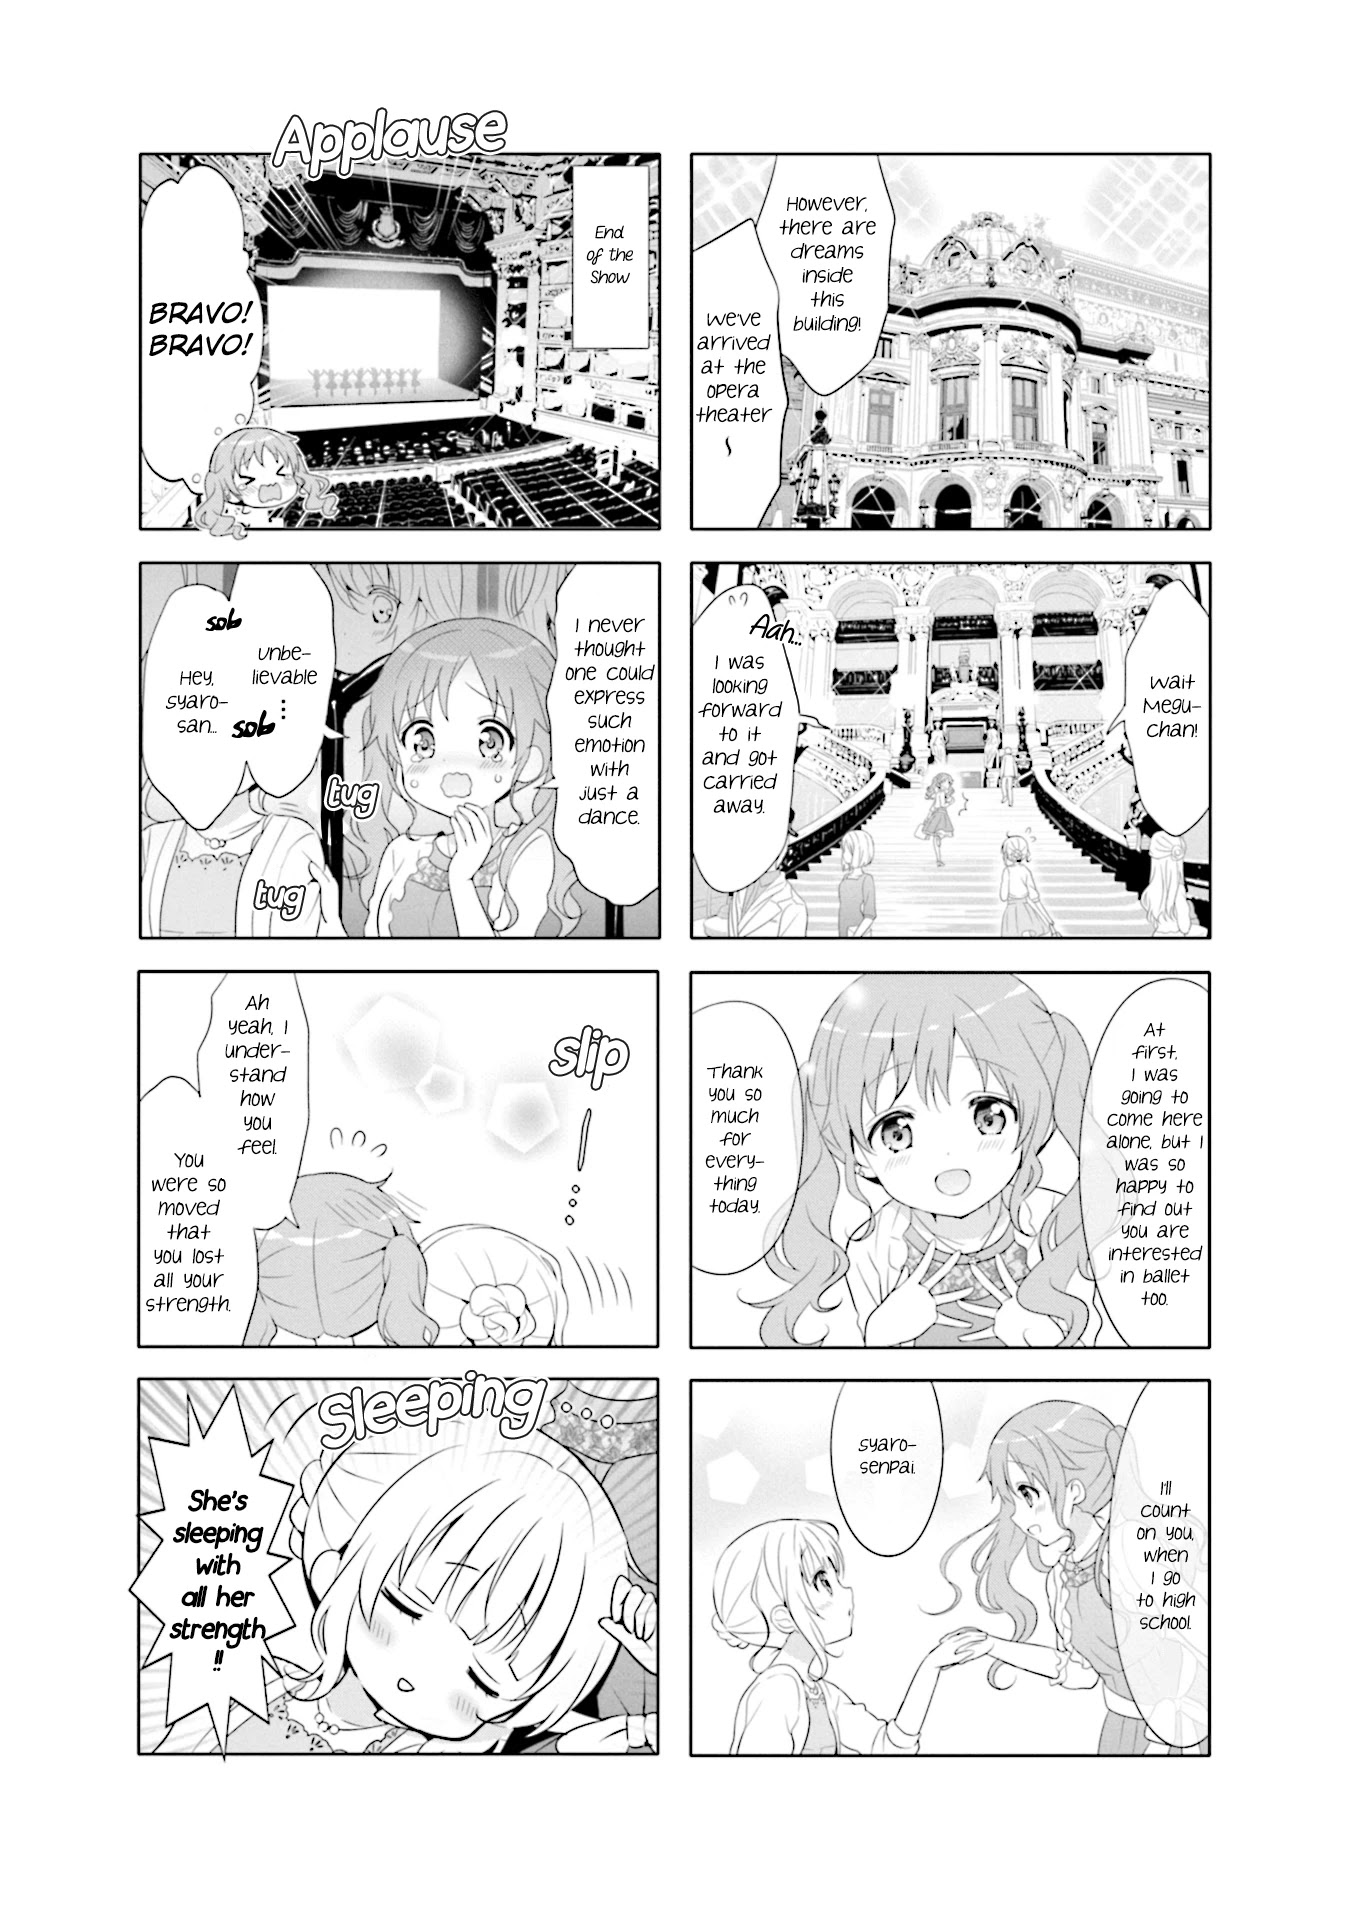 However,
there are
dreams
inside
this
building!
We've
arrived
at the
opera
theater
~
Wait
Megu-
chan!
Aah...
I was
looking
forward
to it
and got
carried
away.
At
first,
I was
going to
come here
alone, but I
was so
happy to
find out
you are
interested
in ballet
too.
Thank
you so
much
for
every-
thing
today.
I'll
count
on you,
when
I go
to high
school.
Syaro-
senpai.
Applause
End
of the
Show
BRAVO!
BRAVO!
I never
thought
one could
express
such
emotion
with
just a
dance.
Unbe-
lievable
...
sob
Hey,
Syaro-
san...
sob
tug
tug
slip
Ah
yeah, I
under-
stand
how
you
feel.
You
were so
moved
that
you lost
all your
strength.
Sleeping...
She's
sleeping
with
all her
strength
!!